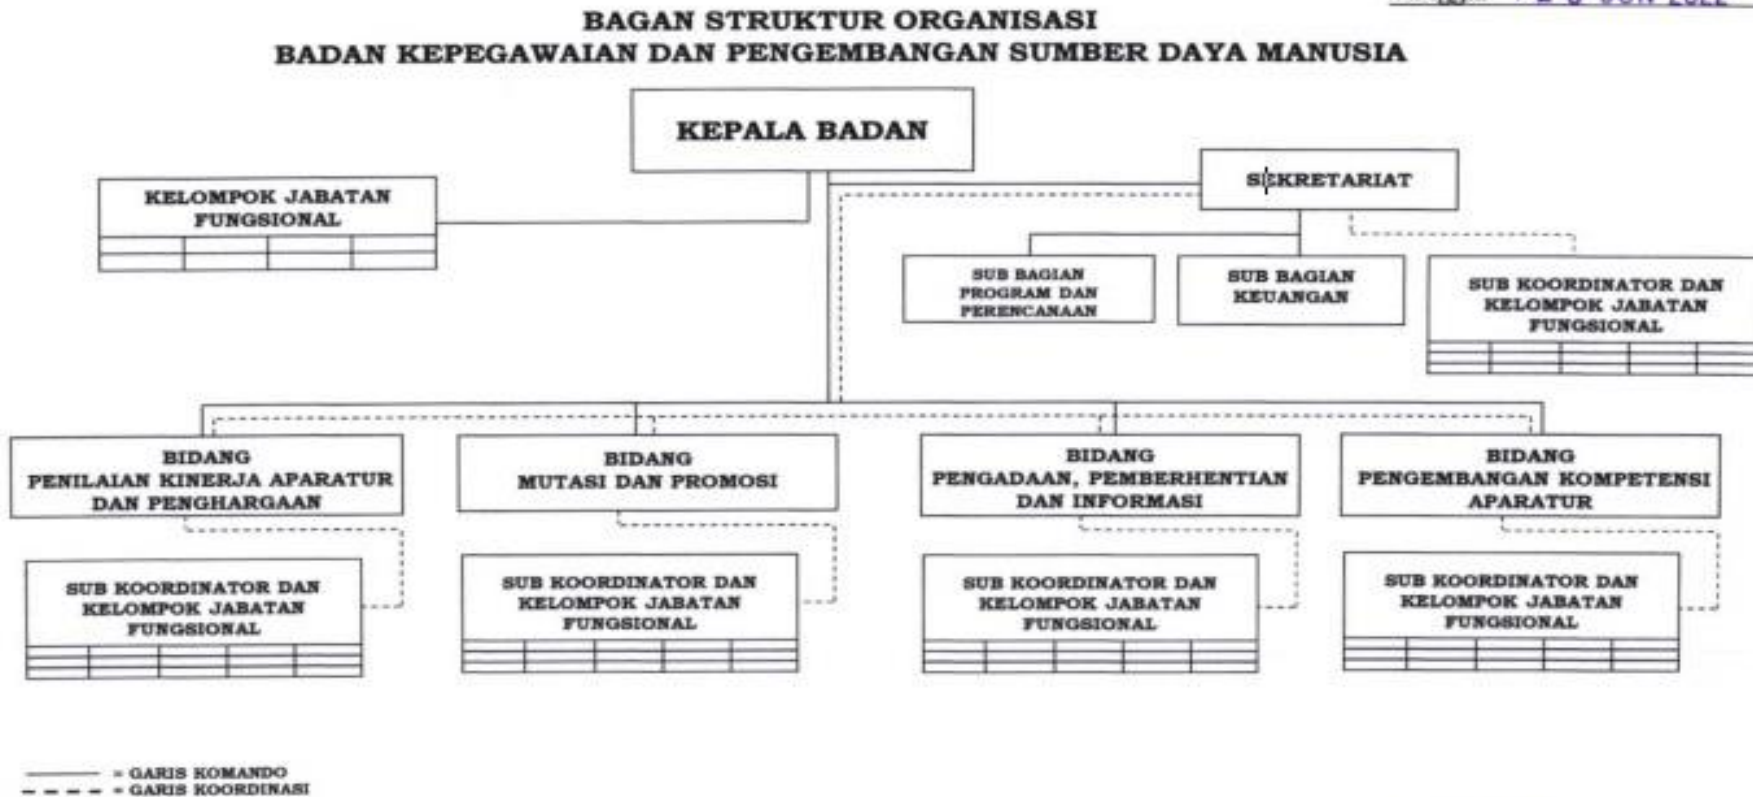 JUN 2022
BAGAN STRUKTUR ORGANISASI
BADAN KEPEGAWAIAN DAN PENGEMBANGAN SUMBER DAYA MANUSIA
KEPALA BADAN
SEKRETARIAT
KELOMPOK JABATAN
FUNGSIONAL
SUB BAGIAN
PROGRAM DAN
PERENCANAAN
SUB BAGIAN
KEUANGAN
SUB KOORDINATOR DAN
KELOMPOK JABATAN
FUNGSIONAL
BIDANG
PENILAIAN KINERJA APARATUR
DAN PENGHARGAAN
BIDANG
MUTASI DAN PROMOSI
BIDANG
PENGADAAN, PEMBERHENTIAN
DAN INFORMASI
BIDANG
PENGEMBANGAN KOMPETENSI
APARATUR
SUB KOORDINATOR DAN
KELOMPOK JABATAN
FUNGSIONAL
SUB KOORDINATOR DAN
KELOMPOK JABATAN
FUNGSIONAL
SUB KOORDINATOR DAN
KELOMPOK JABATAN
FUNGSIONAL
SUB KOORDINATOR DAN
KELOMPOK JABATAN
FUNGSIONAL
= GARIS KOMANDO
= GARIS KOORDINASI